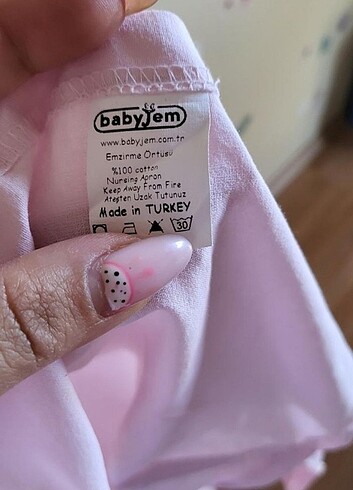 babyjem
www.babyjem.com.tr
Emzirme Örtüsü
%100 cotton
Nursing Apron
Keep Away From Fire
Ateşten Uzak Tutunuz
Made in TURKEY
30